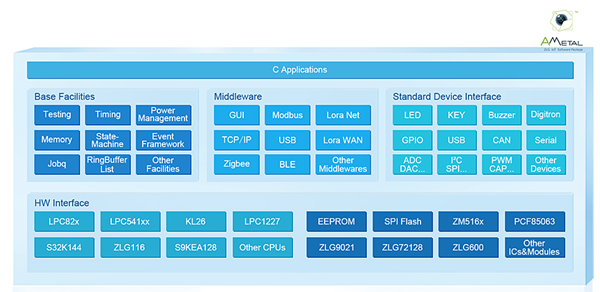 AMETAL
C Applications
Base Facilities
Testing
Timing
Power
Management
Memory
State-
Machine
Event
Framework
Jobq
RingBuffer
List
Other
Facilities
Middleware
GUI
Modbus
Lora Net
TCP/IP
USB
Lora WAN
Zigbee
BLE
Other
Middlewares
Standard Device Interface
LED
KEY
Buzzer
Digitron
GPIO
USB
CAN
Serial
ADC
DAC...
I²C
SPI...
PWM
CAP...
Other
Devices
HW Interface
LPC82x
LPC541xx
KL26
LPC1227
EEPROM
SPI Flash
ZM516x
PCF85063
S32K144
ZLG116
S9KEA128
Other CPUs
ZLG9021
ZLG72128
ZLG600
Other
ICs&Modules